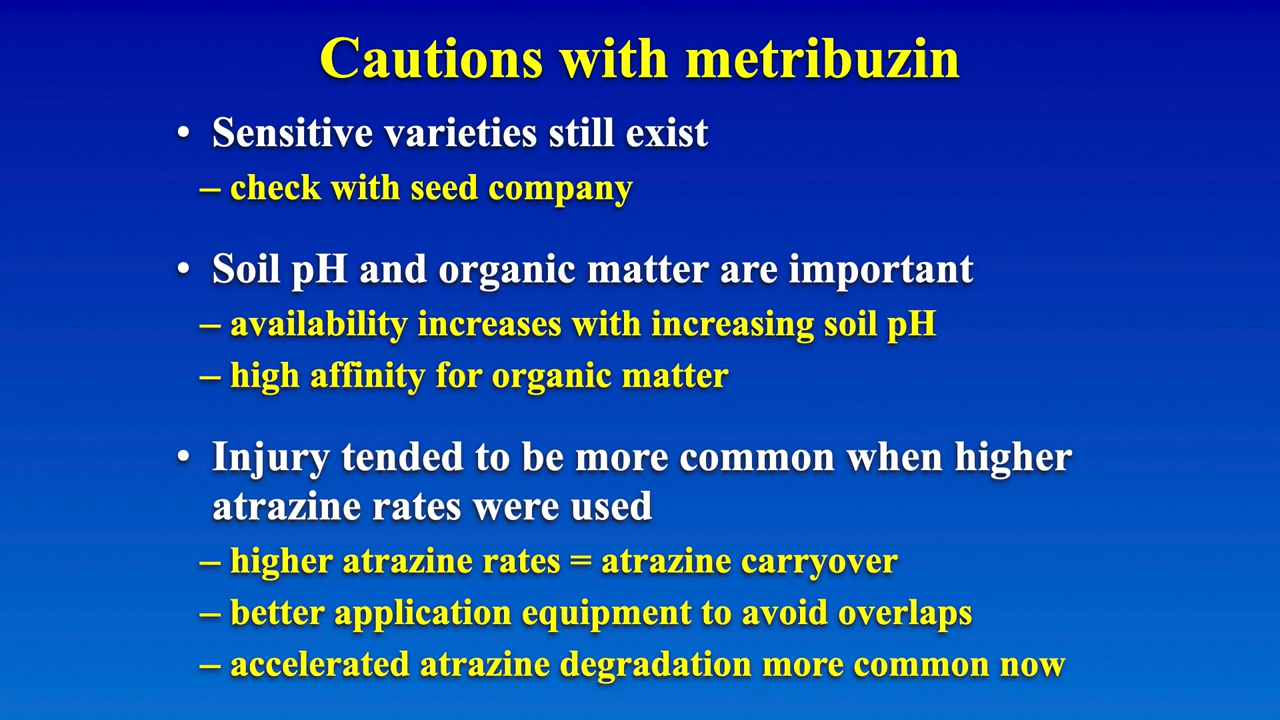 Cautions with metribuzin
• Sensitive varieties still exist
– check with seed company
• Soil pH and organic matter are important
– availability increases with increasing soil pH
– high affinity for organic matter
• Injury tended to be more common when higher
atrazine rates were used
– higher atrazine rates = atrazine carryover
– better application equipment to avoid overlaps
– accelerated atrazine degradation more common now